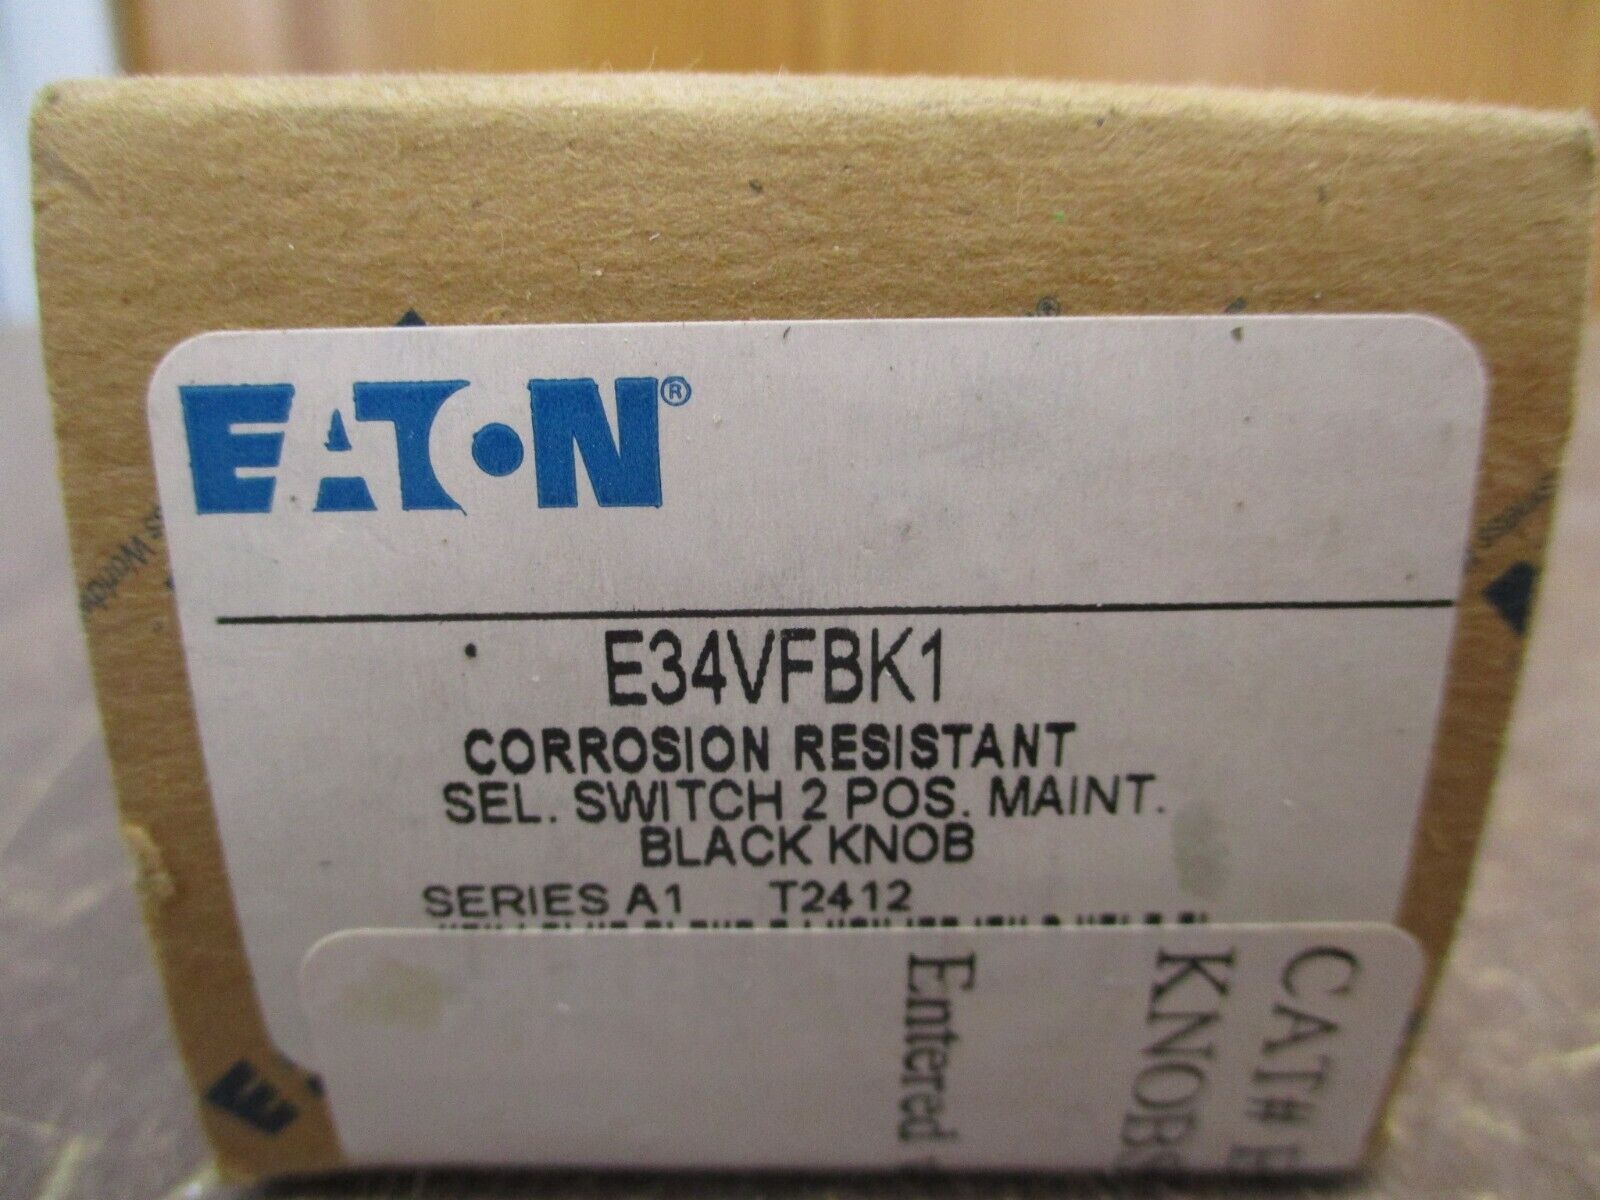 EATON®
E34VFBK1
CORROSION RESISTANT
SEL. SWITCH 2 POS. MAINT.
BLACK KNOB
SERIES A1 T2412
CAT#
KNOB
Entered